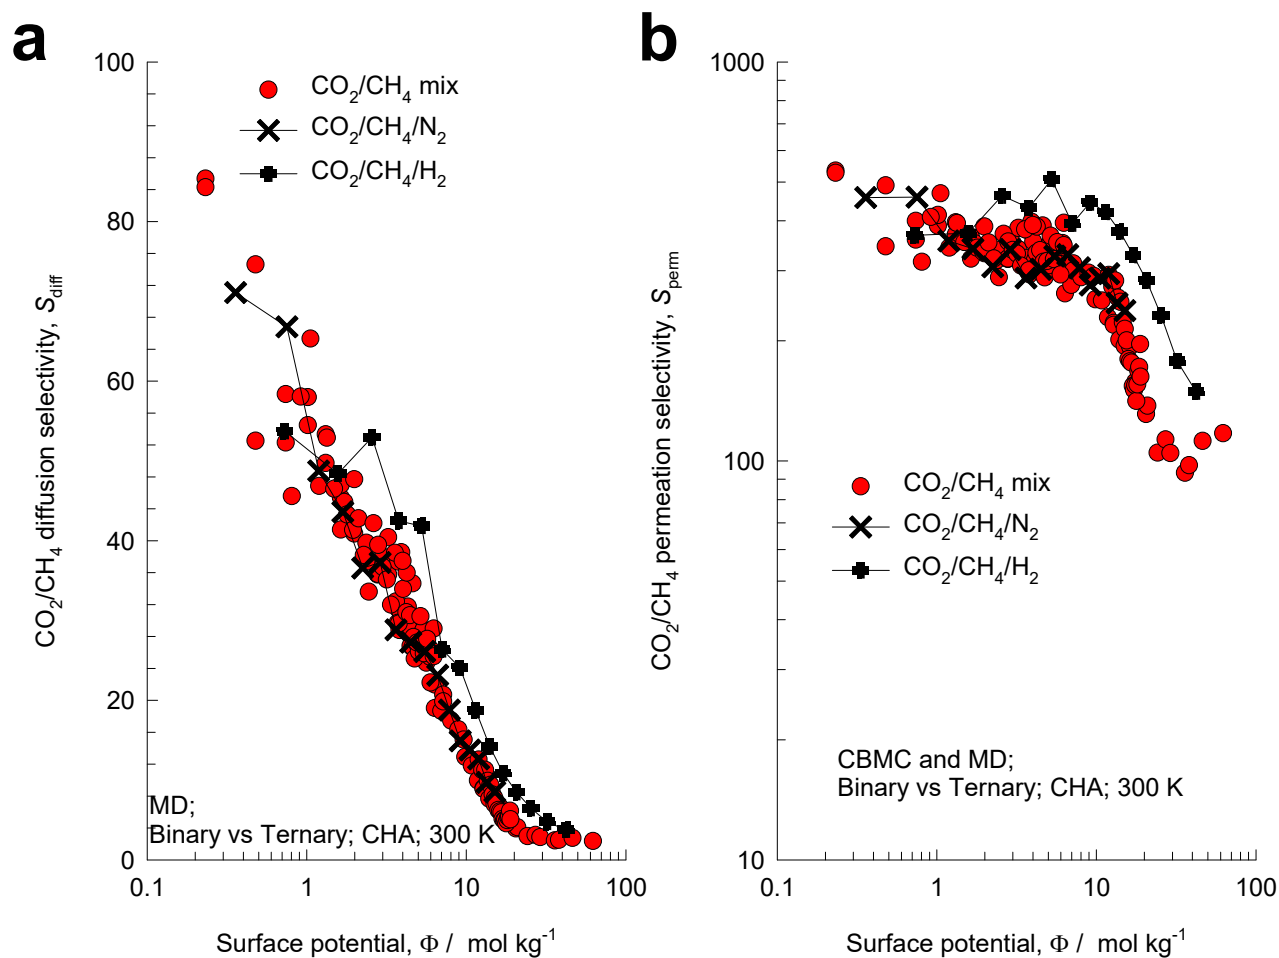 a
100
80
60
40
20
0
0.1
1
10
100
CO2/CH4 diffusion selectivity, Sdiff
Surface potential, Φ / mol kg-1
CO2/CH4 mix
CO2/CH4/N2
CO2/CH4/H2
MD;
Binary vs Ternary; CHA; 300 K
b
1000
100
10
0.1
1
10
100
CO2/CH4 permeation selectivity, Sperm
Surface potential, Φ / mol kg-1
CO2/CH4 mix
CO2/CH4/N2
CO2/CH4/H2
CBMC and MD;
Binary vs Ternary; CHA; 300 K